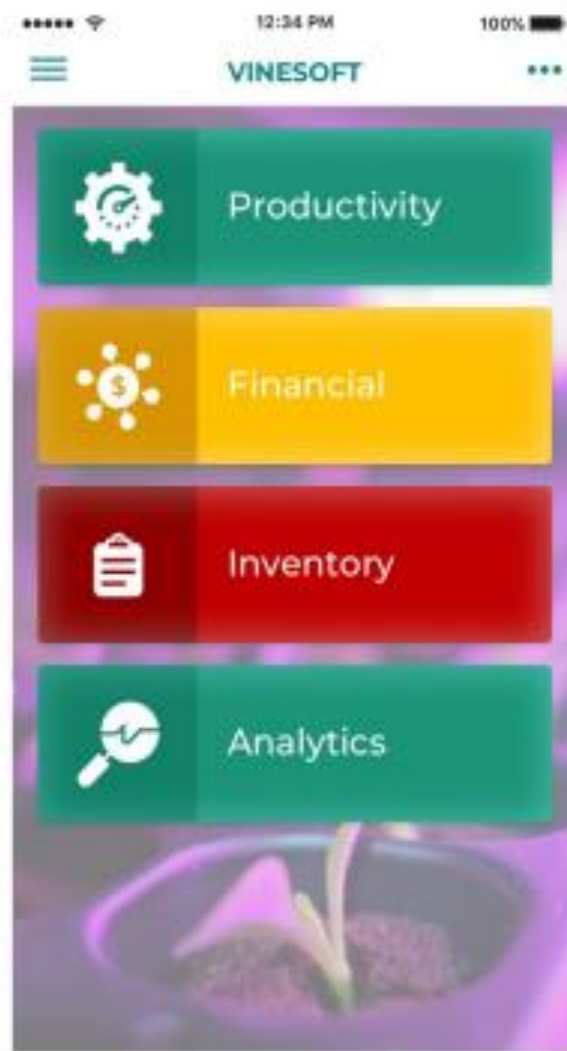 12:34 PM
100%
VINESOFT
Productivity
$
Financial
Inventory
Analytics